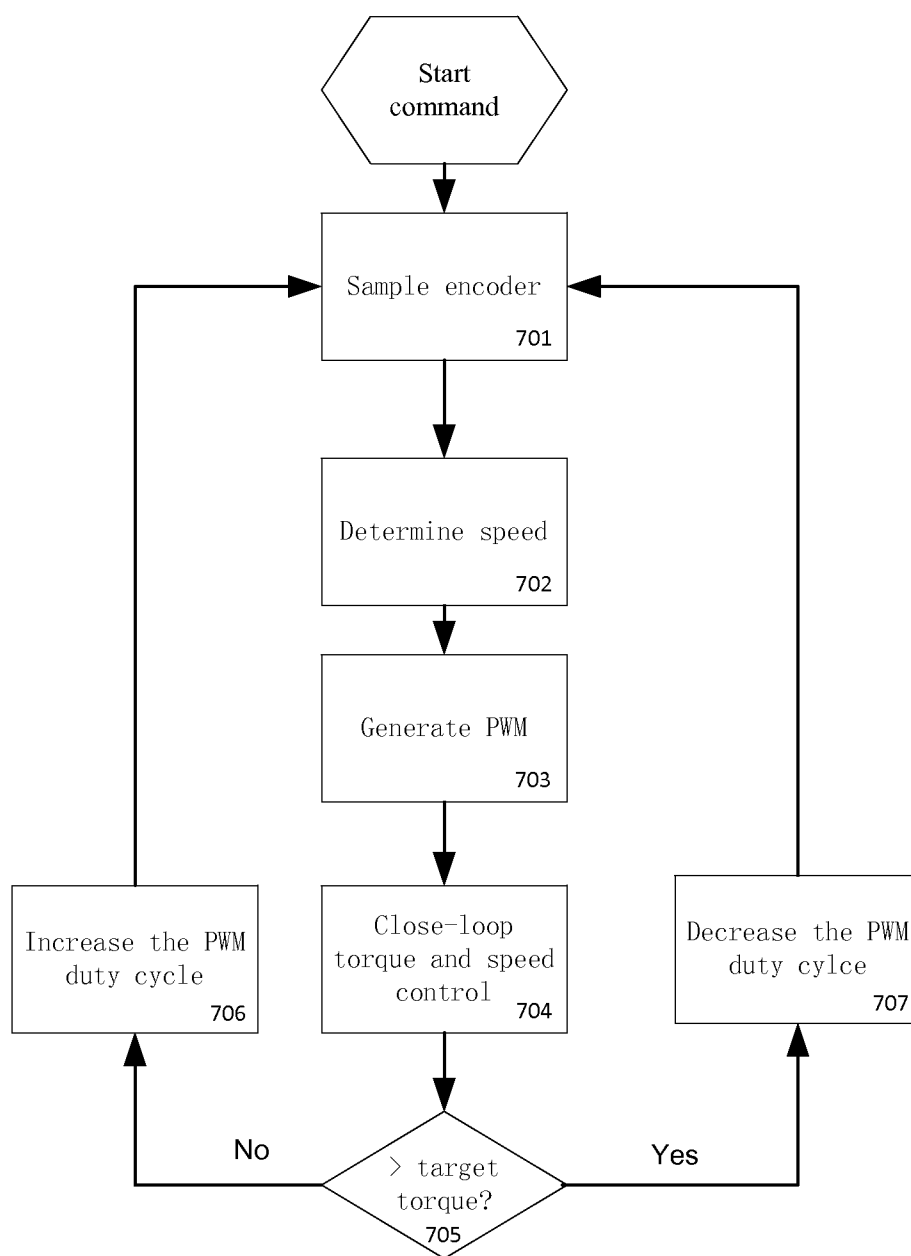 Start
command
Sample encoder
701
Determine speed
702
Generate PWM
703
Increase the PWM
duty cycle
706
Close-loop
torque and speed
control
704
Decrease the PWM
duty cylce
707
No
> target
torque?
705
Yes